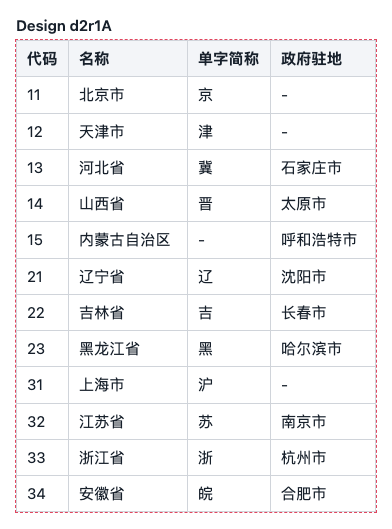 Design d2r1A
代码 名称 单字简称 政府驻地
11 北京市 京 -
12 天津市 津 -
13 河北省 冀 石家庄市
14 山西省 晋 太原市
15 内蒙古自治区 - 呼和浩特市
21 辽宁省 辽 沈阳市
22 吉林省 吉 长春市
23 黑龙江省 黑 哈尔滨市
31 上海市 沪 -
32 江苏省 苏 南京市
33 浙江省 浙 杭州市
34 安徽省 皖 合肥市